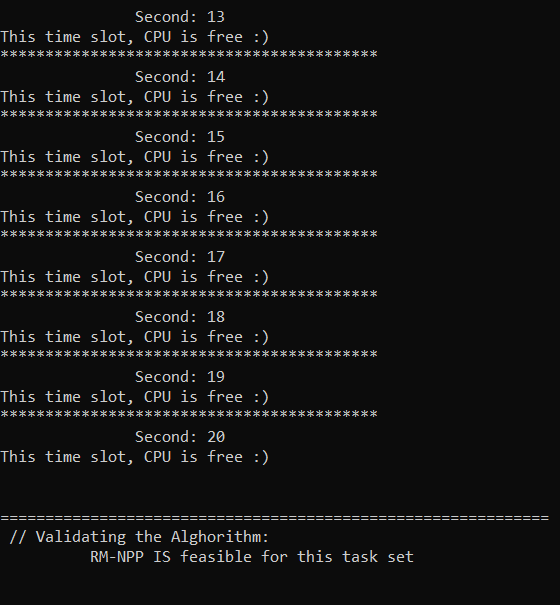 Second: 13
This time slot, CPU is free :)
******************************************
Second: 14
This time slot, CPU is free :)
******************************************
Second: 15
This time slot, CPU is free :)
******************************************
Second: 16
This time slot, CPU is free :)
******************************************
Second: 17
This time slot, CPU is free :)
******************************************
Second: 18
This time slot, CPU is free :)
******************************************
Second: 19
This time slot, CPU is free :)
******************************************
Second: 20
This time slot, CPU is free :)
=============================================================
// Validating the Alghorithm:
RM-NPP IS feasible for this task set